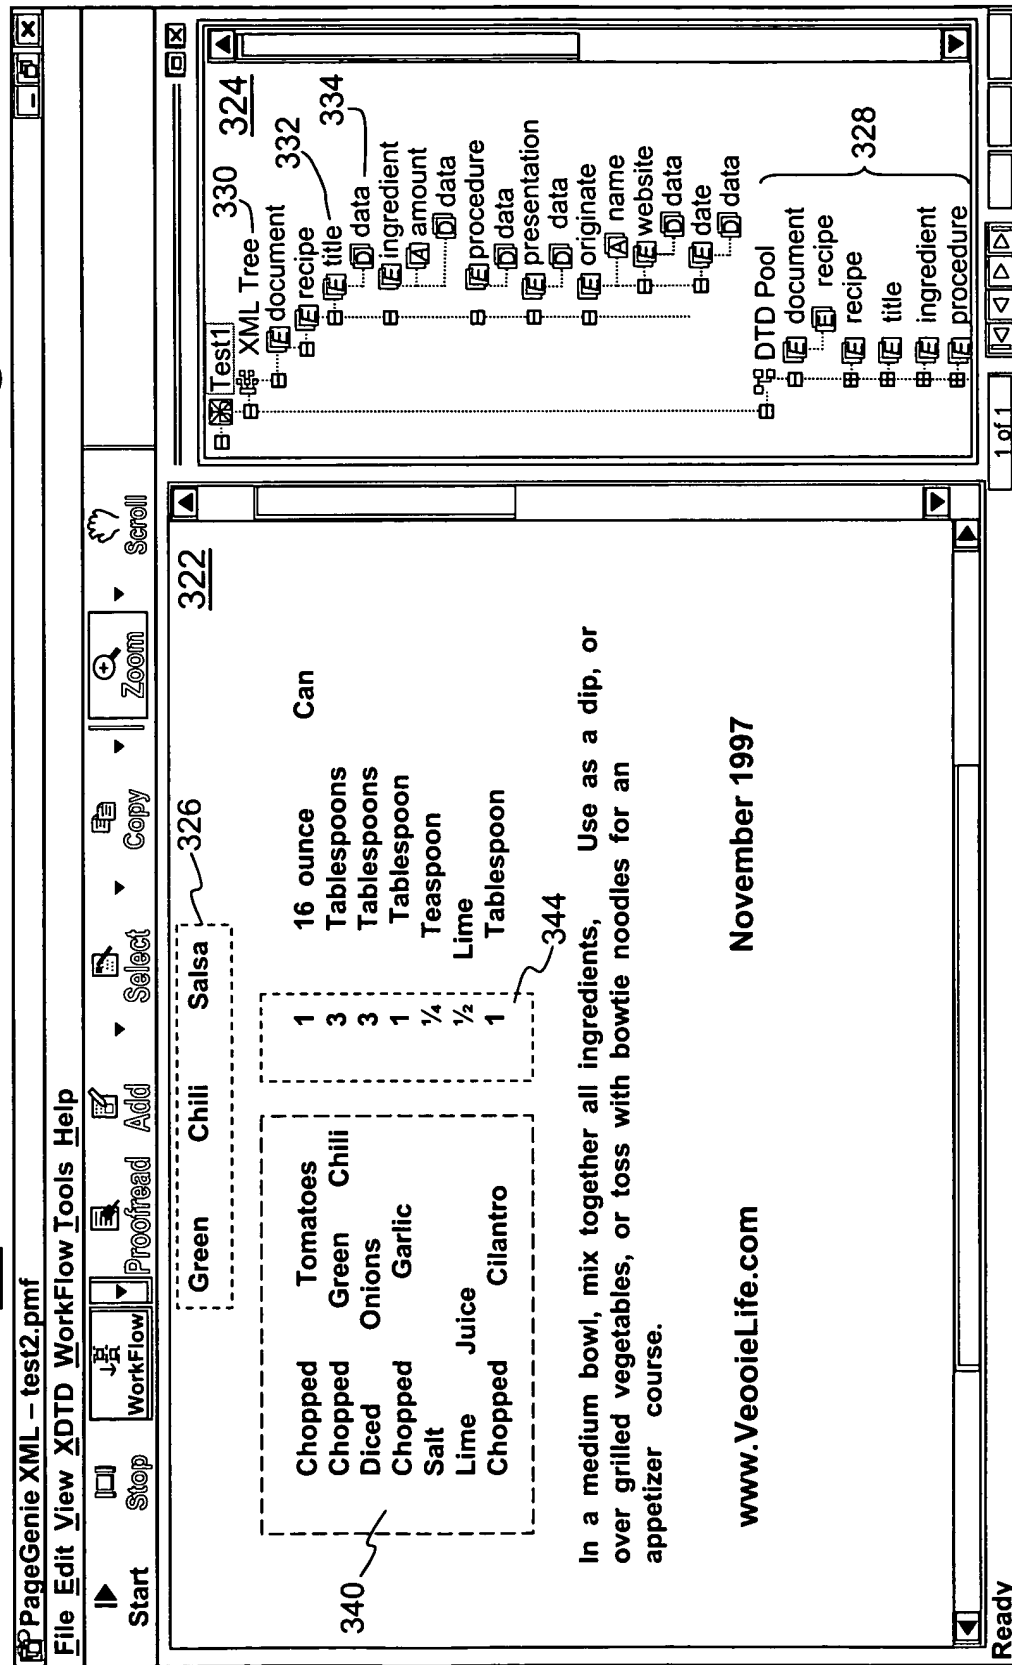 PageGenie XML – test2.pmf
File Edit View XDTD WorkFlow Tools Help
Start Stop WorkFlow Proofread Add Select Copy Zoom Scroll
322
Green Chili Salsa
326
Chopped Tomatoes 1 16 ounce Can
Chopped Green Chili 3 Tablespoons
Diced Onions 3 Tablespoons
Chopped Garlic 1 Tablespoon
Salt ¼ Teaspoon
Lime Juice ½ Lime
Chopped Cilantro 1 Tablespoon
340
344
In a medium bowl, mix together all ingredients, Use as a dip, or
over grilled vegetables, or toss with bowtie noodles for an
appetizer course.
www.VeooieLife.com November 1997
324
Test1
XML Tree
330
E document
E recipe
332
E title
334
D data
E ingredient
A amount
D data
E procedure
D data
E presentation
D data
E originate
A name
E website
D data
E date
D data
DTD Pool
E document
E recipe
E recipe
E title
E ingredient
E procedure
328
Ready 1 of 1